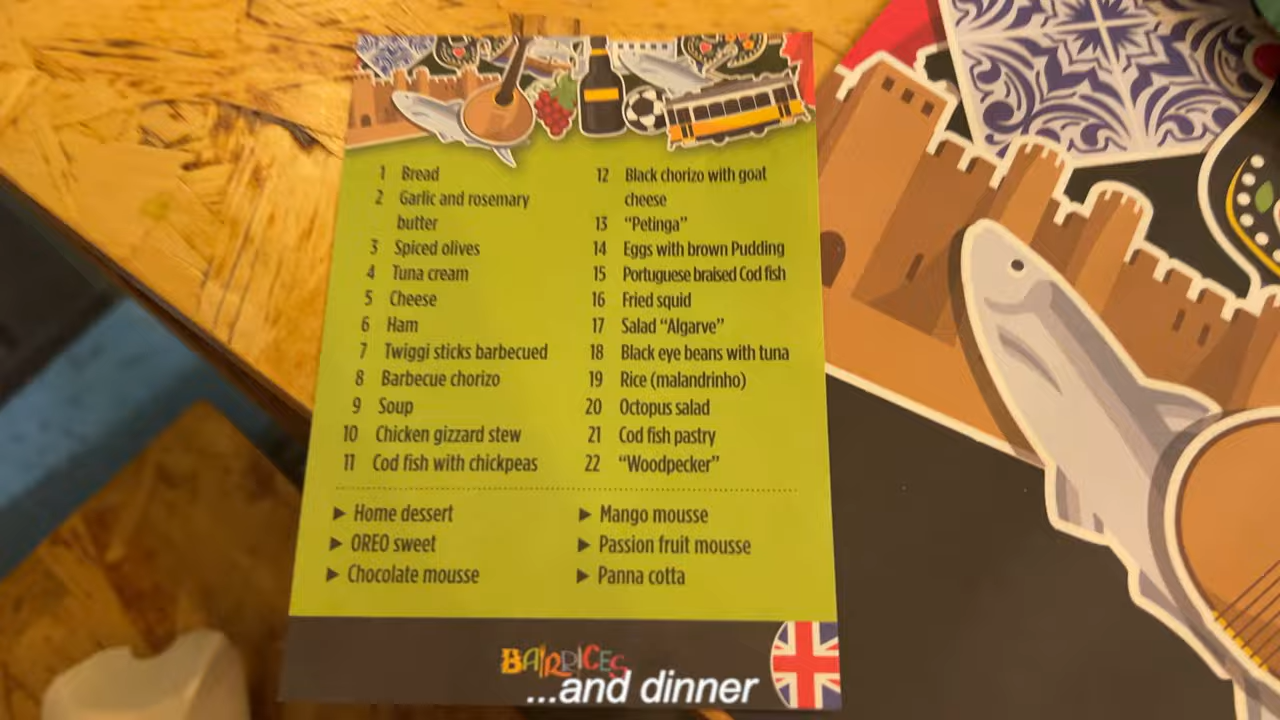 1 Bread
2 Garlic and rosemary
butter
3 Spiced olives
4 Tuna cream
5 Cheese
6 Ham
7 Twiggi sticks barbecued
8 Barbecue chorizo
9 Soup
10 Chicken gizzard stew
11 Cod fish with chickpeas
12 Black chorizo with goat
cheese
13 “Petinga”
14 Eggs with brown Pudding
15 Portuguese braised Cod fish
16 Fried squid
17 Salad “Algarve”
18 Black eye beans with tuna
19 Rice (malandrinho)
20 Octopus salad
21 Cod fish pastry
22 “Woodpecker”
► Home dessert
► OREO sweet
► Chocolate mousse
► Mango mousse
► Passion fruit mousse
► Panna cotta
BAIRRICES
...and dinner